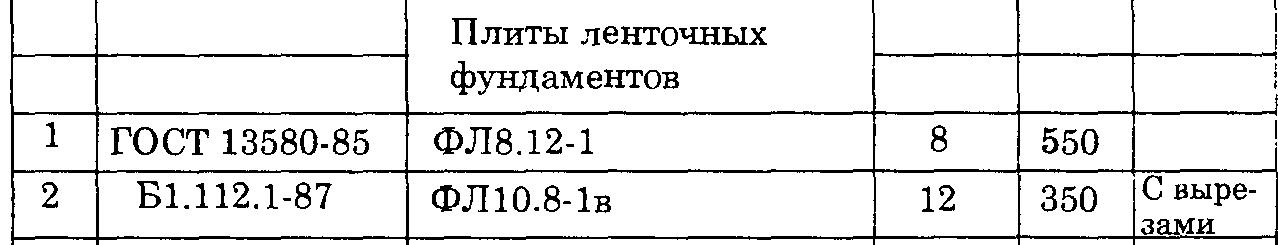 Плиты ленточных
фундаментов
1 ГОСТ 13580-85 ФЛ8.12-1 8 550
2 Б1.112.1-87 ФЛ10.8-1в 12 350 С выре-
зами